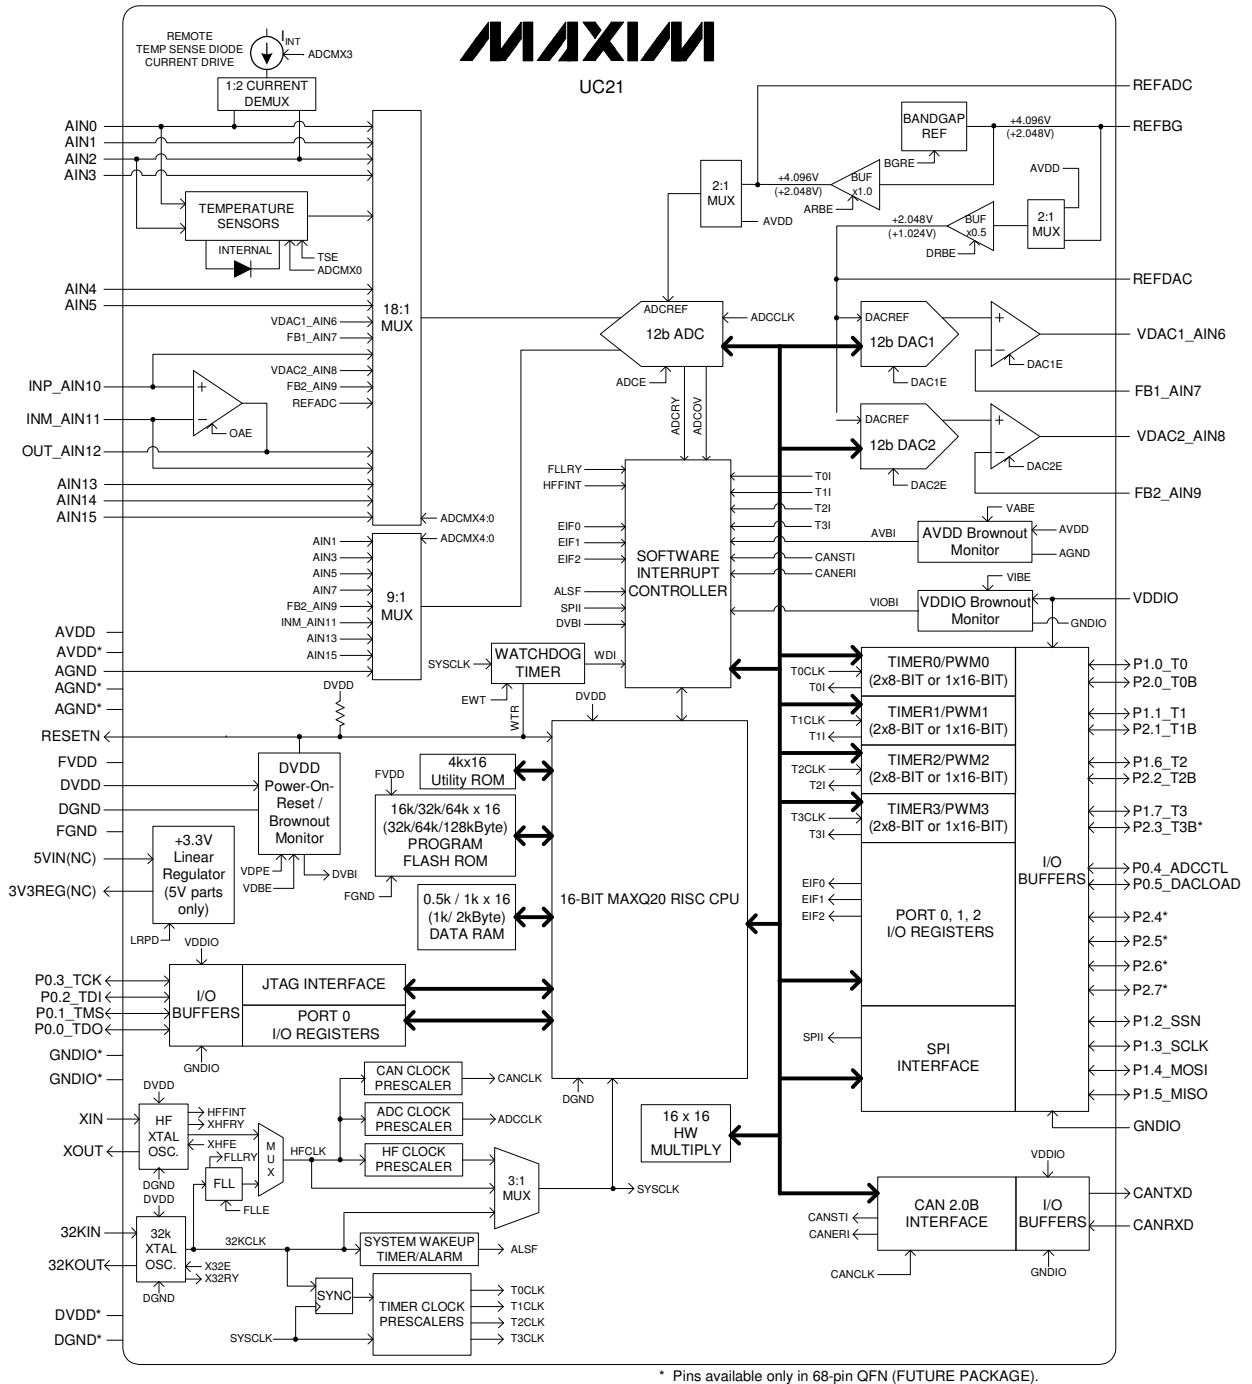 MAXIM
UC21
REMOTE
TEMP SENSE DIODE
CURRENT DRIVE
IINT
ADCMX3
1:2 CURRENT
DEMUX
AIN0
AIN1
AIN2
AIN3
TEMPERATURE
SENSORS
INTERNAL
TSE
ADCMX0
AIN4
AIN5
VDAC1_AIN6
FB1_AIN7
VDAC2_AIN8
FB2_AIN9
REFADC
18:1
MUX
INP_AIN10
INM_AIN11
OUT_AIN12
+
−
OAE
AIN13
AIN14
AIN15
ADCMX4:0
ADCMX4:0
AIN1
AIN3
AIN5
AIN7
FB2_AIN9
INM_AIN11
AIN13
AIN15
9:1
MUX
REFADC
REFBG
BANDGAP
REF
BGRE
+4.096V
(+2.048V)
2:1
MUX
+4.096V
(+2.048V)
BUF
x1.0
ARBE
AVDD
AVDD
2:1
MUX
BUF
x0.5
+2.048V
(+1.024V)
DRBE
REFDAC
ADCREF
12b ADC
ADCCLK
ADCE
ADCRY
ADCOV
DACREF
12b DAC1
DAC1E
+
−
DAC1E
VDAC1_AIN6
FB1_AIN7
DACREF
12b DAC2
DAC2E
+
−
DAC2E
VDAC2_AIN8
FB2_AIN9
FLLRY
HFFINT
EIF0
EIF1
EIF2
ALSF
SPII
DVBI
SOFTWARE
INTERRUPT
CONTROLLER
T0I
T1I
T2I
T3I
AVBI
CANSTI
CANERI
VIOBI
VABE
AVDD Brownout
Monitor
AVDD
AGND
VIBE
VDDIO Brownout
Monitor
GNDIO
VDDIO
AVDD
AVDD*
AGND
AGND*
AGND*
RESETN
FVDD
DVDD
DGND
FGND
5VIN(NC)
3V3REG(NC)
DVDD
SYSCLK
WATCHDOG
TIMER
WDI
EWT
WTR
DVDD
DVDD
Power-On-
Reset /
Brownout
Monitor
VDPE
VDBE
DVBI
+3.3V
Linear
Regulator
(5V parts
only)
LRPD
4kx16
Utility ROM
FVDD
16k/32k/64k x 16
(32k/64k/128kByte)
PROGRAM
FLASH ROM
FGND
0.5k / 1k x 16
(1k/ 2kByte)
DATA RAM
16-BIT MAXQ20 RISC CPU
DGND
TIMER0/PWM0
(2x8-BIT or 1x16-BIT)
T0CLK
T0I
TIMER1/PWM1
(2x8-BIT or 1x16-BIT)
T1CLK
T1I
TIMER2/PWM2
(2x8-BIT or 1x16-BIT)
T2CLK
T2I
TIMER3/PWM3
(2x8-BIT or 1x16-BIT)
T3CLK
T3I
EIF0
EIF1
EIF2
PORT 0, 1, 2
I/O REGISTERS
SPII
SPI
INTERFACE
I/O
BUFFERS
P1.0_T0
P2.0_T0B
P1.1_T1
P2.1_T1B
P1.6_T2
P2.2_T2B
P1.7_T3
P2.3_T3B*
P0.4_ADCCTL
P0.5_DACLOAD
P2.4*
P2.5*
P2.6*
P2.7*
P1.2_SSN
P1.3_SCLK
P1.4_MOSI
P1.5_MISO
GNDIO
VDDIO
P0.3_TCK
P0.2_TDI
P0.1_TMS
P0.0_TDO
I/O
BUFFERS
JTAG INTERFACE
PORT 0
I/O REGISTERS
GNDIO
GNDIO*
GNDIO*
DVDD
XIN
XOUT
HF
XTAL
OSC.
HFFINT
XHFRY
XHFE
FLLRY
DGND
FLL
FLLE
MUX
HFCLK
CAN CLOCK
PRESCALER
CANCLK
ADC CLOCK
PRESCALER
ADCCLK
HF CLOCK
PRESCALER
3:1
MUX
SYSCLK
DVDD
32KIN
32KOUT
32k
XTAL
OSC.
32KCLK
X32E
X32RY
DGND
SYSTEM WAKEUP
TIMER/ALARM
ALSF
SYNC
SYSCLK
TIMER CLOCK
PRESCALERS
T0CLK
T1CLK
T2CLK
T3CLK
DVDD*
DGND*
16 x 16
HW
MULTIPLY
VDDIO
CAN 2.0B
INTERFACE
I/O
BUFFERS
CANSTI
CANERI
CANCLK
GNDIO
CANTXD
CANRXD
* Pins available only in 68-pin QFN (FUTURE PACKAGE).